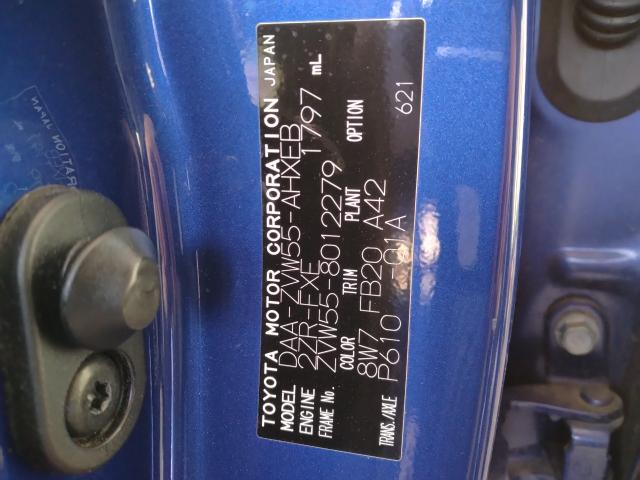 TOYOTA MOTOR CORPORATION JAPAN
MODEL DAA-ZVW55-AHXEB
ENGINE 2ZR-FXE 1797 mL
FRAME No. ZVW55-8012279
COLOR TRIM PLANT OPTION
8W7 FB20 A42
TRANS./AXLE P610 -01A 621